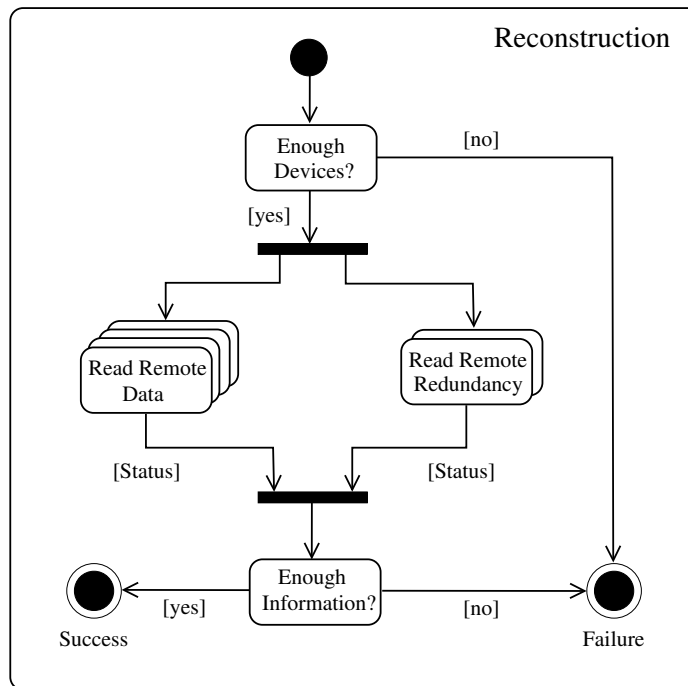 Reconstruction
Enough
Devices?
[no]
[yes]
Read Remote
Data
Read Remote
Redundancy
[Status]
[Status]
Enough
Information?
[yes]
[no]
Success
Failure